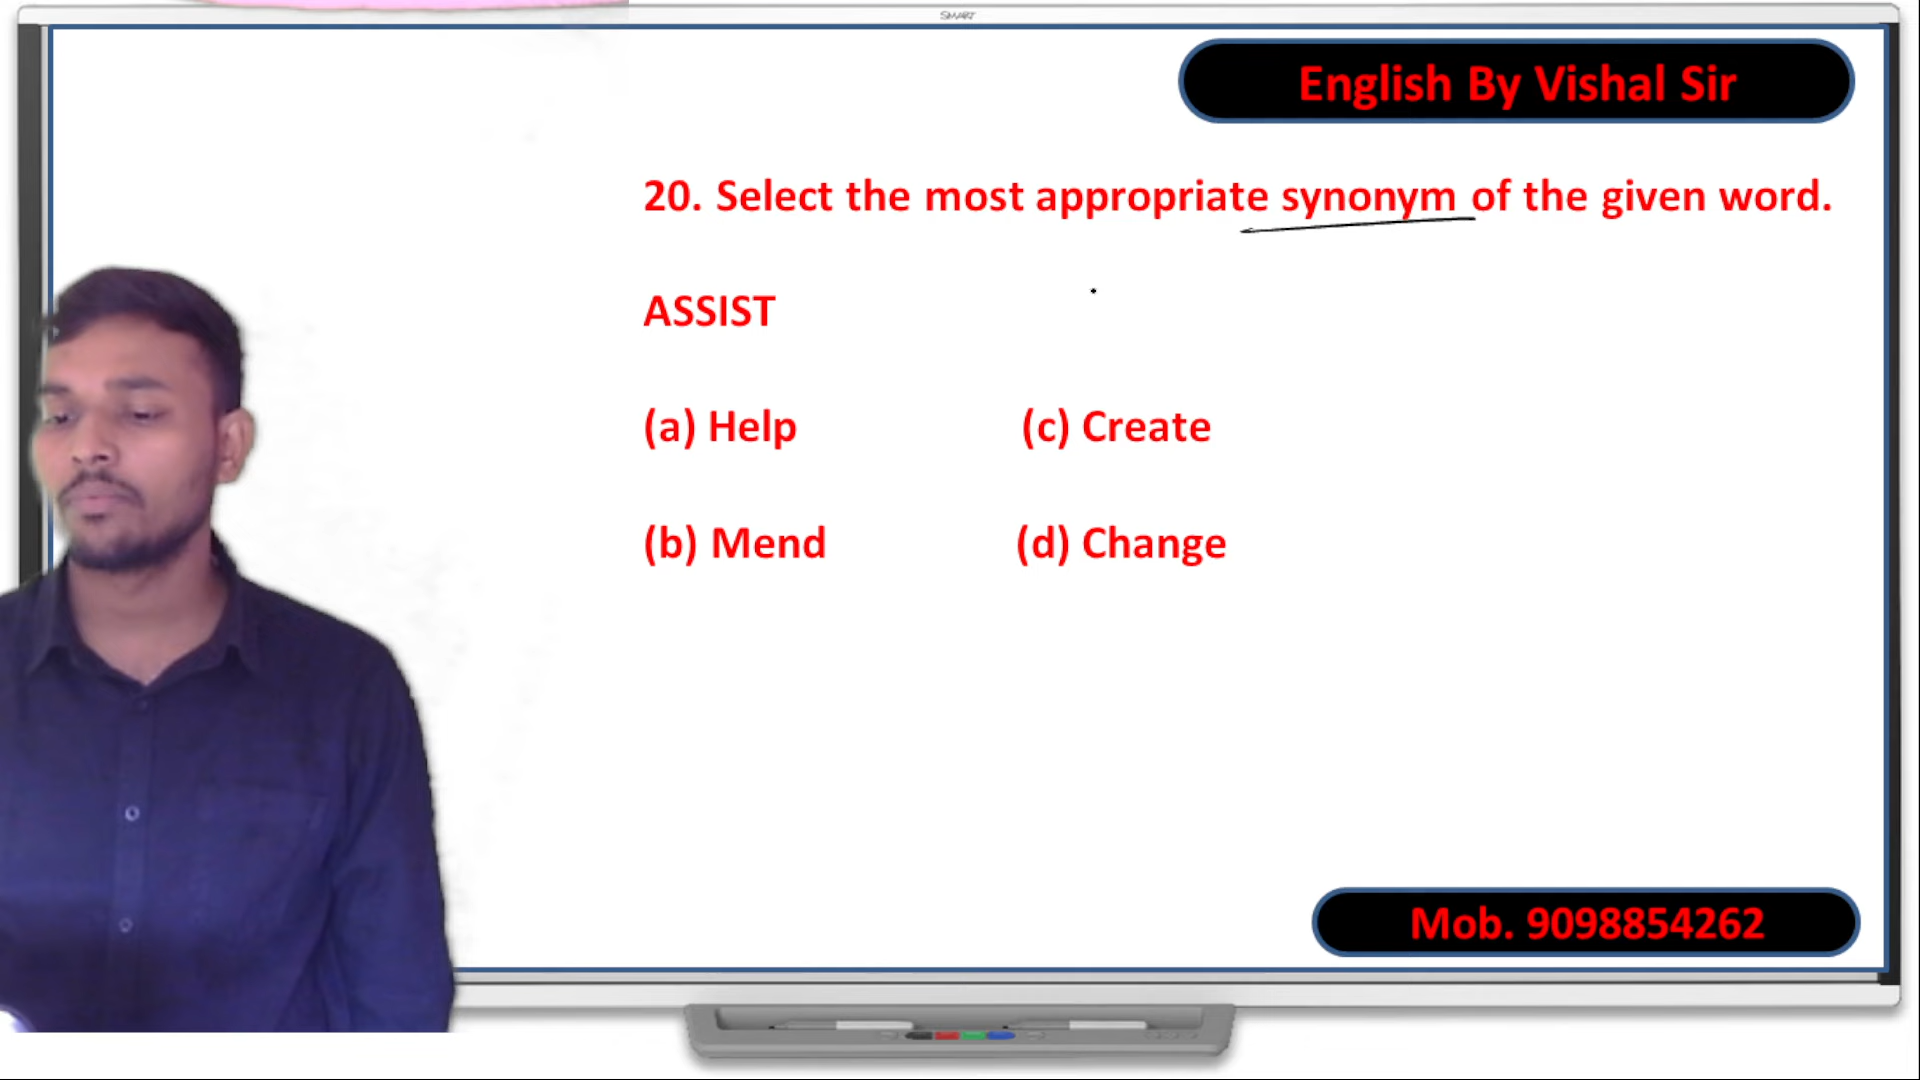 SMART
English By Vishal Sir
20. Select the most appropriate synonym of the given word.
ASSIST
(a) Help (c) Create
(b) Mend (d) Change
Mob. 9098854262